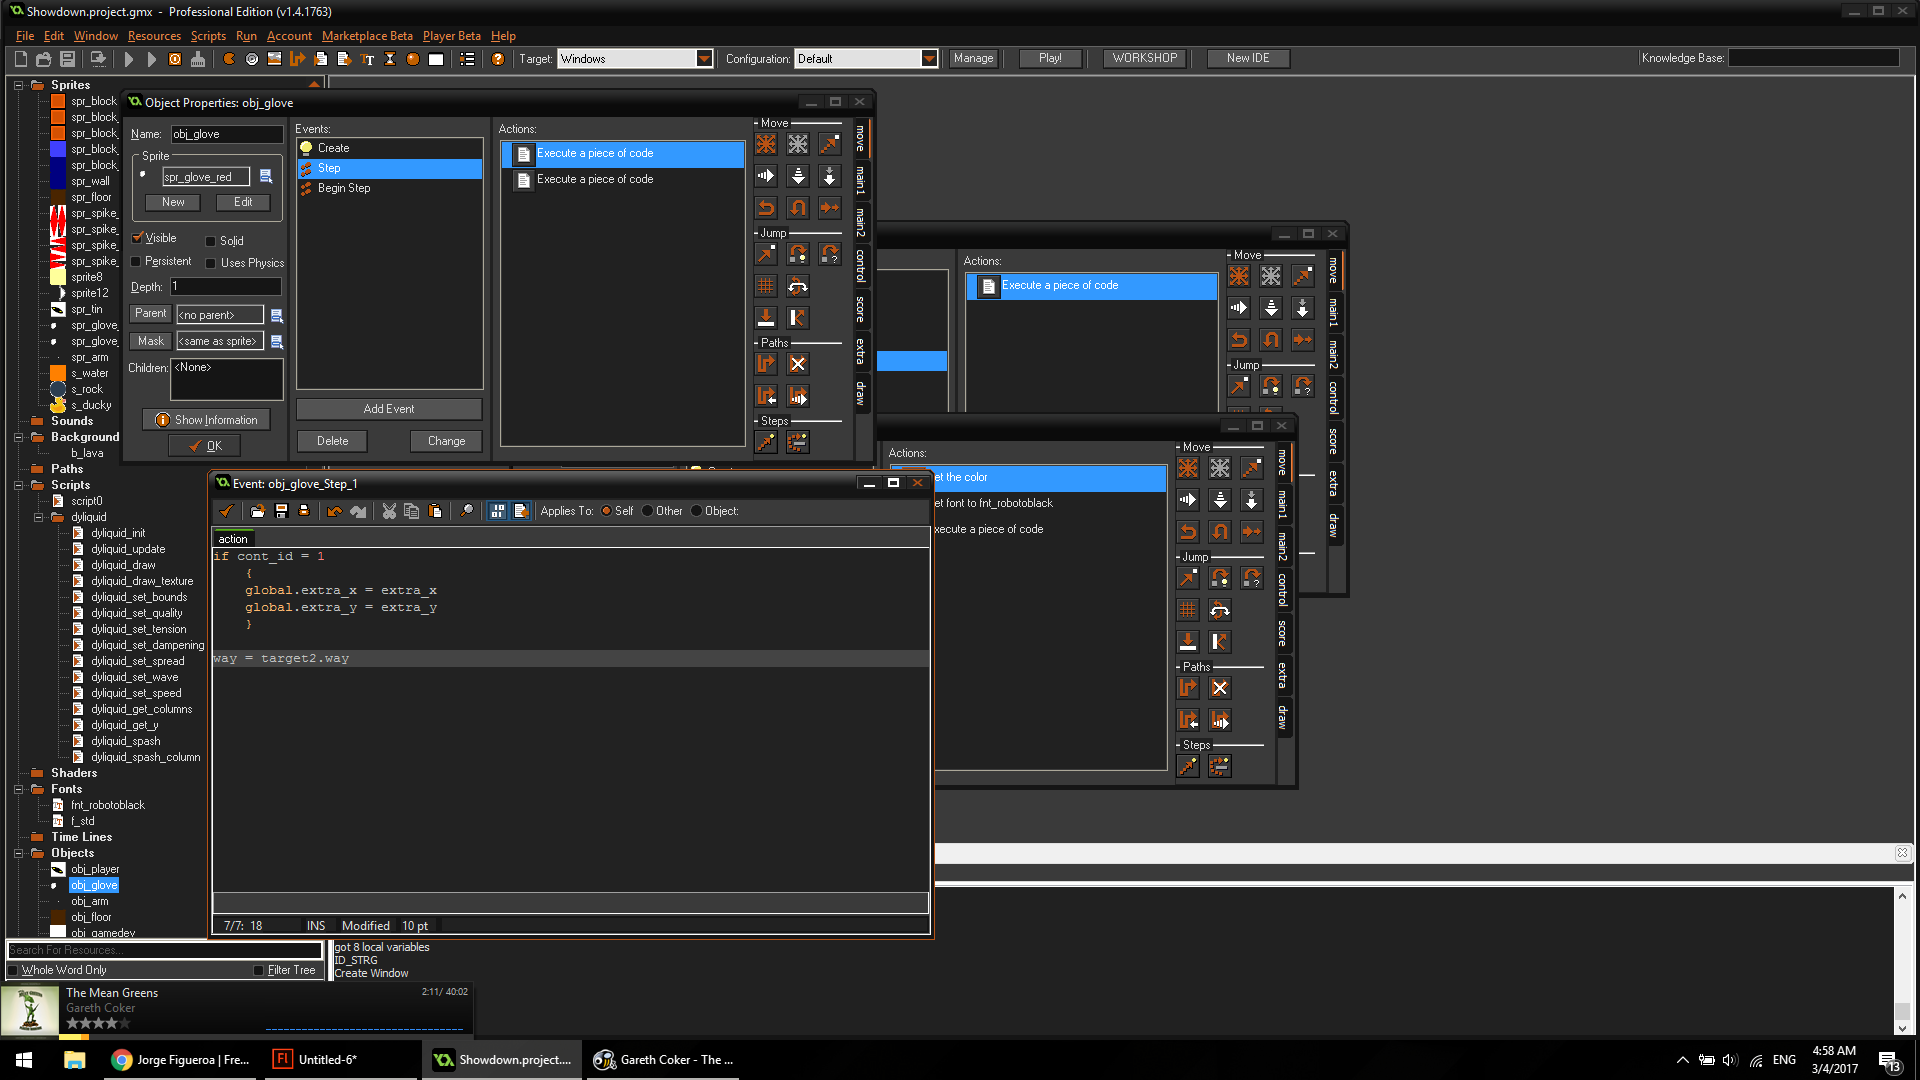 Showdown.project.gmx  -  Professional Edition (v1.4.1763)
File Edit Window Resources Scripts Run Account Marketplace Beta Player Beta Help
Target: Windows Configuration: Default Manage Play! WORKSHOP New IDE Knowledge Base:
Sprites
spr_block_
spr_block_
spr_block_
spr_block_
spr_block_
spr_wall
spr_floor
spr_spike_
spr_spike_
spr_spike_
spr_spike_
sprite8
sprite12
spr_tin
spr_glove_
spr_glove_
spr_arm
s_water
s_rock
s_ducky
Sounds
Background
b_lava
Paths
Scripts
script0
dyliquid
dyliquid_init
dyliquid_update
dyliquid_draw
dyliquid_draw_texture
dyliquid_set_bounds
dyliquid_set_quality
dyliquid_set_tension
dyliquid_set_dampening
dyliquid_set_spread
dyliquid_set_wave
dyliquid_set_speed
dyliquid_get_columns
dyliquid_get_y
dyliquid_spash
dyliquid_spash_column
Shaders
Fonts
fnt_robotoblack
f_std
Time Lines
Objects
obj_player
obj_glove
obj_arm
obj_floor
obj_gamedev
Search For Resources...
Whole Word Only Filter Tree
Object Properties: obj_glove
Name: obj_glove
Sprite
spr_glove_red
New Edit
Visible Solid
Persistent Uses Physics
Depth: 1
Parent <no parent>
Mask <same as sprite>
Children: <None>
Show Information
OK
Events:
Create
Step
Begin Step
Add Event
Delete Change
Actions:
Execute a piece of code
Execute a piece of code
Move
Jump
Paths
Steps
move
main1
main2
control
score
extra
draw
Actions:
Execute a piece of code
Move
Jump
move
main1
main2
control
score
extra
draw
Actions:
et the color
et font to fnt_robotoblack
xecute a piece of code
Move
Jump
Paths
Steps
move
main1
main2
control
score
extra
draw
Event: obj_glove_Step_1
Applies To: Self Other Object:
action
if cont_id = 1
{
global.extra_x = extra_x
global.extra_y = extra_y
}
way = target2.way
7/7: 18 INS Modified 10 pt
got 8 local variables
ID_STRG
Create Window
The Mean Greens 2:11/ 40:02
Gareth Coker
Jorge Figueroa | Fre...
Fl Untitled-6*
Showdown.project....
Gareth Coker - The ...
ENG
4:58 AM
3/4/2017
13